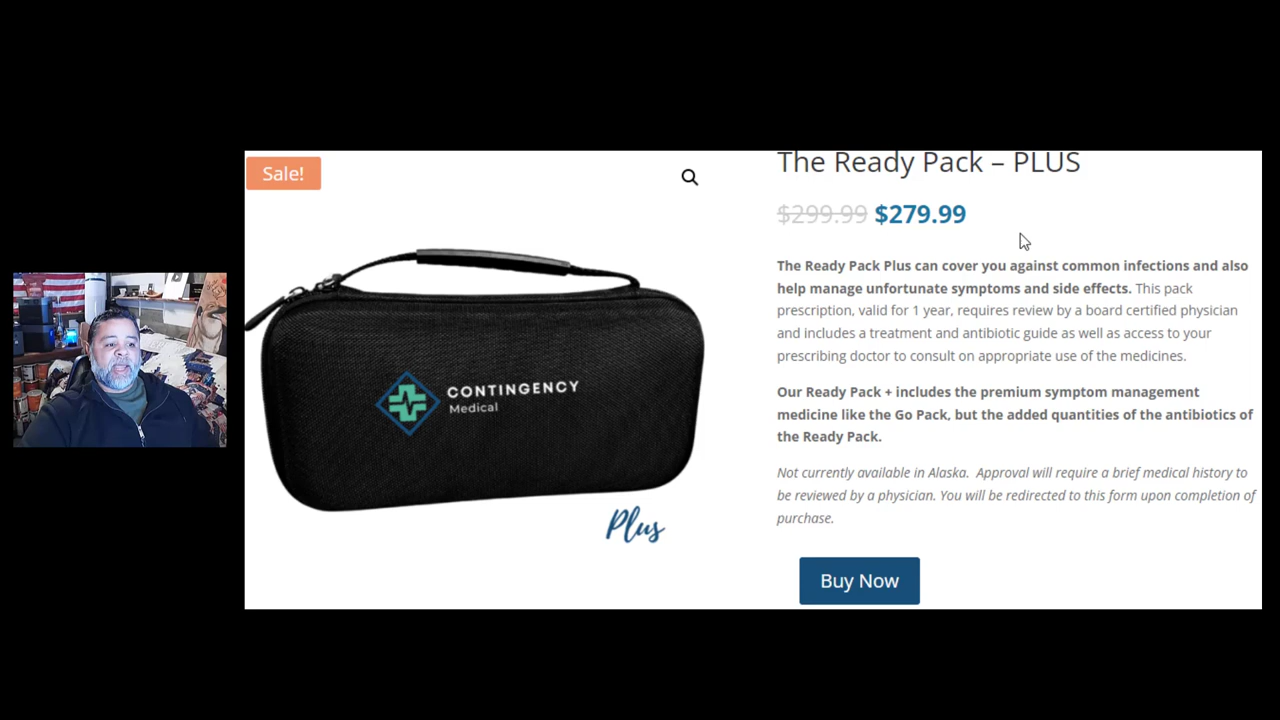 Sale!
The Ready Pack – PLUS
$299.99 $279.99
The Ready Pack Plus can cover you against common infections and also
help manage unfortunate symptoms and side effects. This pack
prescription, valid for 1 year, requires review by a board certified physician
and includes a treatment and antibiotic guide as well as access to your
prescribing doctor to consult on appropriate use of the medicines.
Our Ready Pack + includes the premium symptom management
medicine like the Go Pack, but the added quantities of the antibiotics of
the Ready Pack.
Not currently available in Alaska. Approval will require a brief medical history to
be reviewed by a physician. You will be redirected to this form upon completion of
purchase.
Buy Now
CONTINGENCY
Medical
Plus